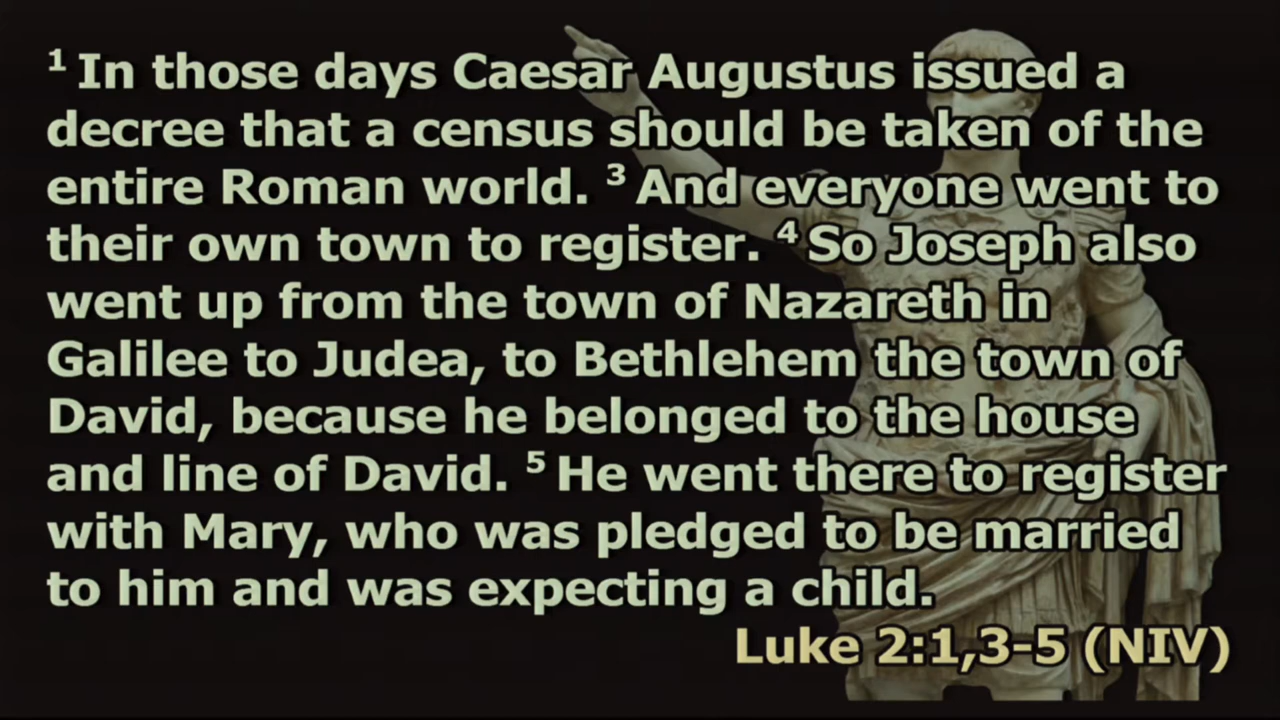 ¹ In those days Caesar Augustus issued a
decree that a census should be taken of the
entire Roman world. ³ And everyone went to
their own town to register. ⁴ So Joseph also
went up from the town of Nazareth in
Galilee to Judea, to Bethlehem the town of
David, because he belonged to the house
and line of David. ⁵ He went there to register
with Mary, who was pledged to be married
to him and was expecting a child.
Luke 2:1,3-5 (NIV)